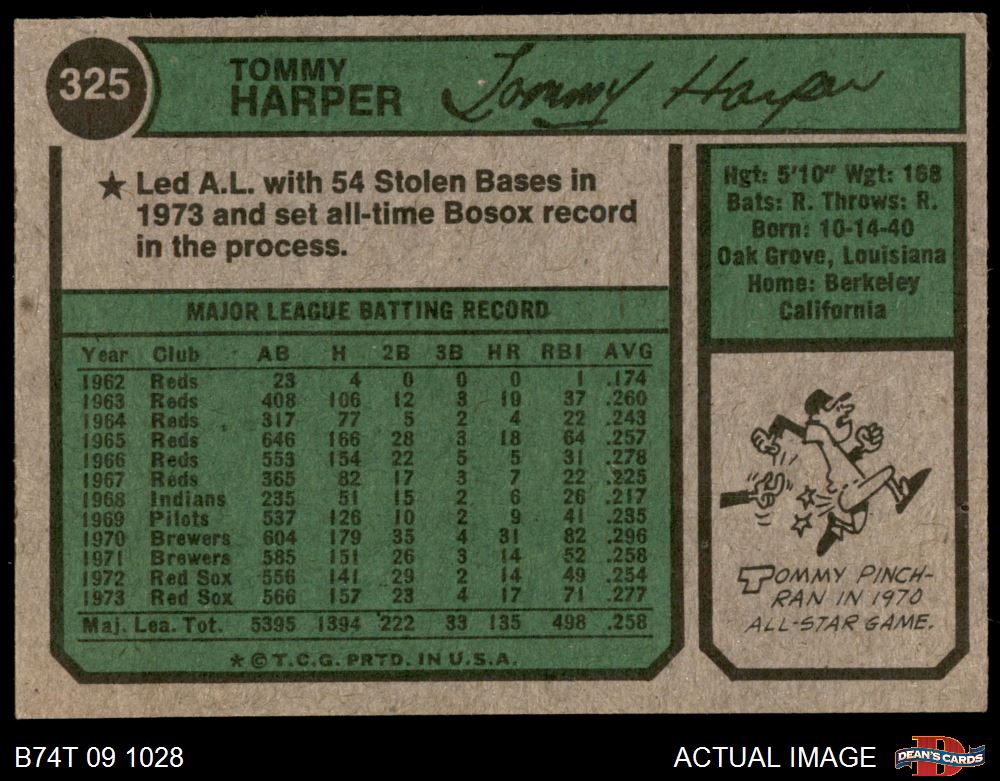 325
TOMMY
HARPER
Tommy Harper
★ Led A.L. with 54 Stolen Bases in
1973 and set all-time Bosox record
in the process.
MAJOR LEAGUE BATTING RECORD
Year Club AB H 2B 3B HR RBI AVG
1962 Reds 23 4 0 0 0 1 .174
1963 Reds 408 106 12 3 10 37 .260
1964 Reds 317 77 5 2 4 22 .243
1965 Reds 646 166 28 3 18 64 .257
1966 Reds 553 154 22 5 5 31 .278
1967 Reds 365 82 17 3 7 22 .225
1968 Indians 235 51 15 2 6 26 .217
1969 Pilots 537 126 10 2 9 41 .235
1970 Brewers 604 179 35 4 31 82 .296
1971 Brewers 585 151 26 3 14 52 .258
1972 Red Sox 556 141 29 2 14 49 .254
1973 Red Sox 566 157 23 4 17 71 .277
Maj. Lea. Tot. 5395 1394 222 33 135 498 .258
★ © T.C.G. PRTD. IN U.S.A.
Hgt: 5'10" Wgt: 168
Bats: R. Throws: R.
Born: 10-14-40
Oak Grove, Louisiana
Home: Berkeley
California
TOMMY PINCH-
RAN IN 1970
ALL-STAR GAME.
B74T 09 1028
ACTUAL IMAGE
DEAN'S CARDS